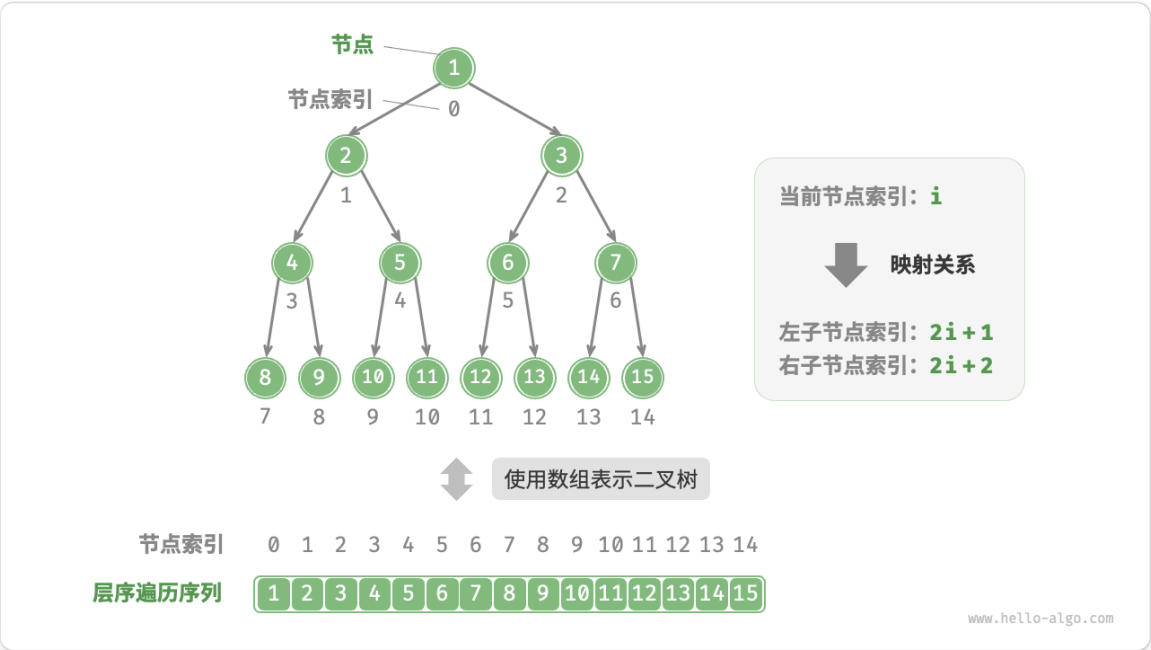 节点
1
节点索引
0
2 3
1 2
当前节点索引：i
4 5 6 7
映射关系
3 4 5 6
左子节点索引：2i + 1
右子节点索引：2i + 2
8 9 10 11 12 13 14 15
7 8 9 10 11 12 13 14
使用数组表示二叉树
节点索引 0 1 2 3 4 5 6 7 8 9 10 11 12 13 14
层序遍历序列 1 2 3 4 5 6 7 8 9 10 11 12 13 14 15
www.hello-algo.com